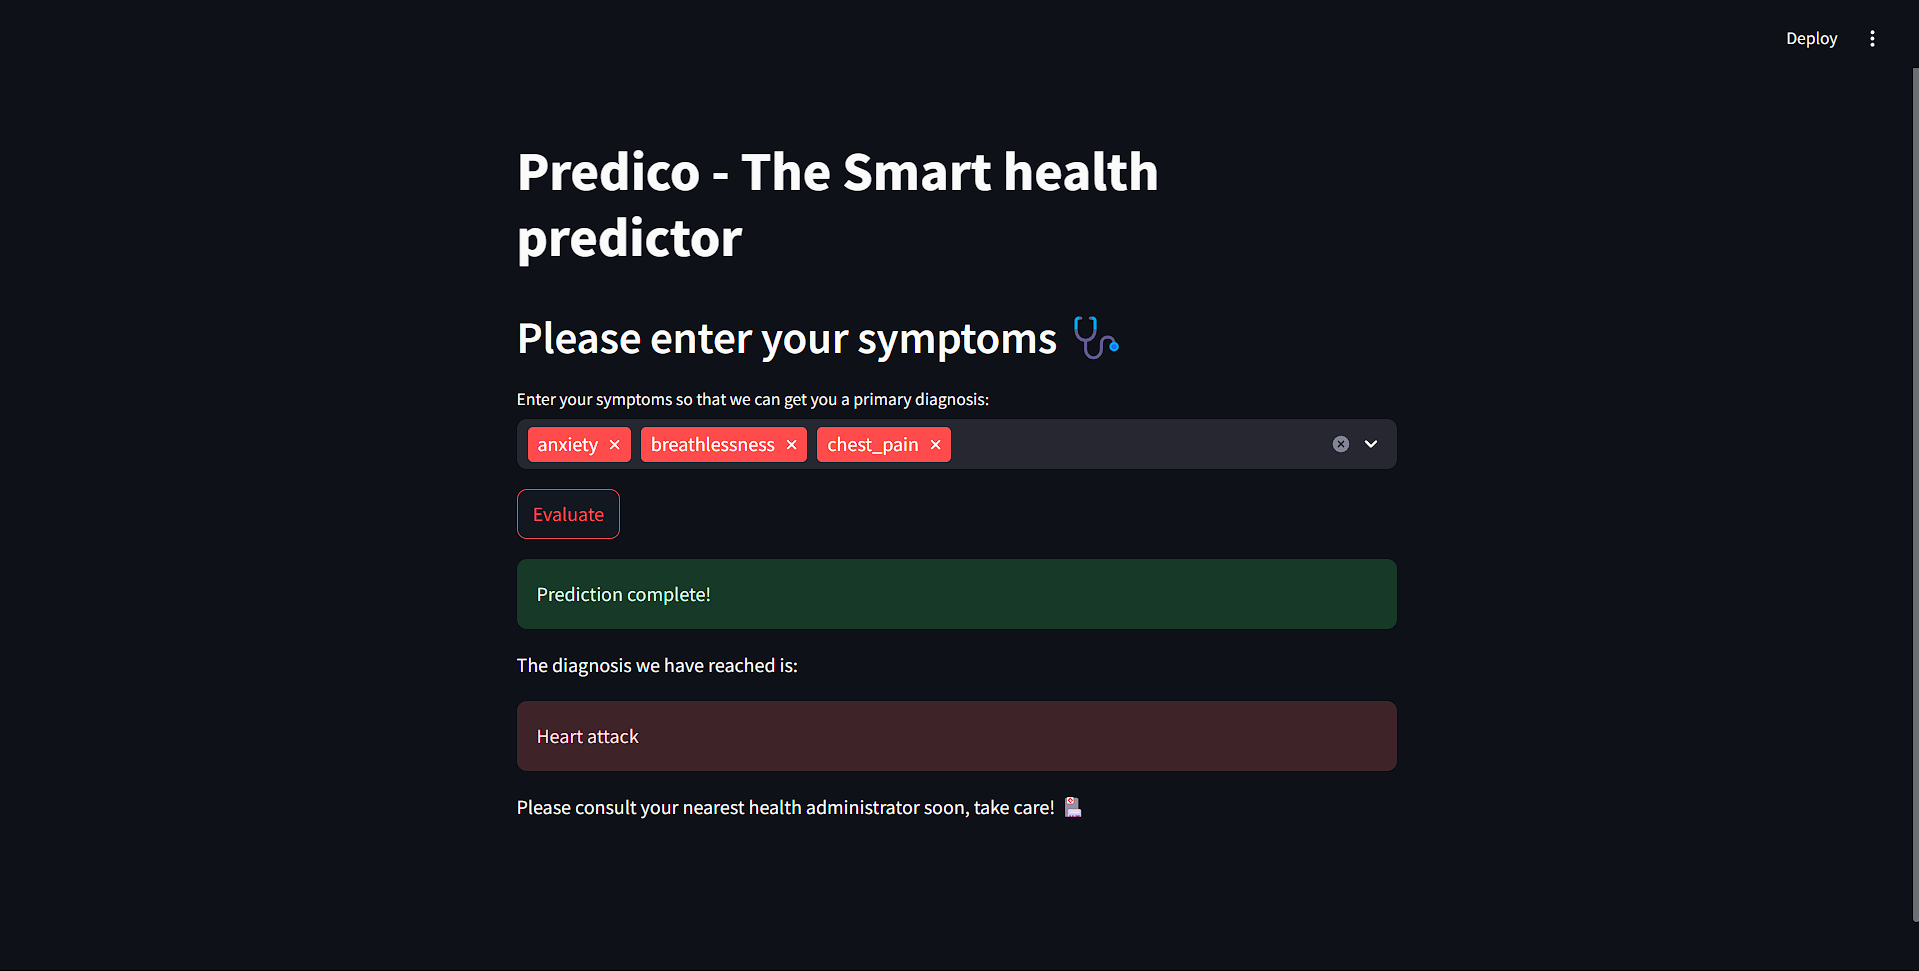 Deploy
Predico - The Smart health
predictor
Please enter your symptoms
Enter your symptoms so that we can get you a primary diagnosis:
anxiety × breathlessness × chest_pain ×
Evaluate
Prediction complete!
The diagnosis we have reached is:
Heart attack
Please consult your nearest health administrator soon, take care!